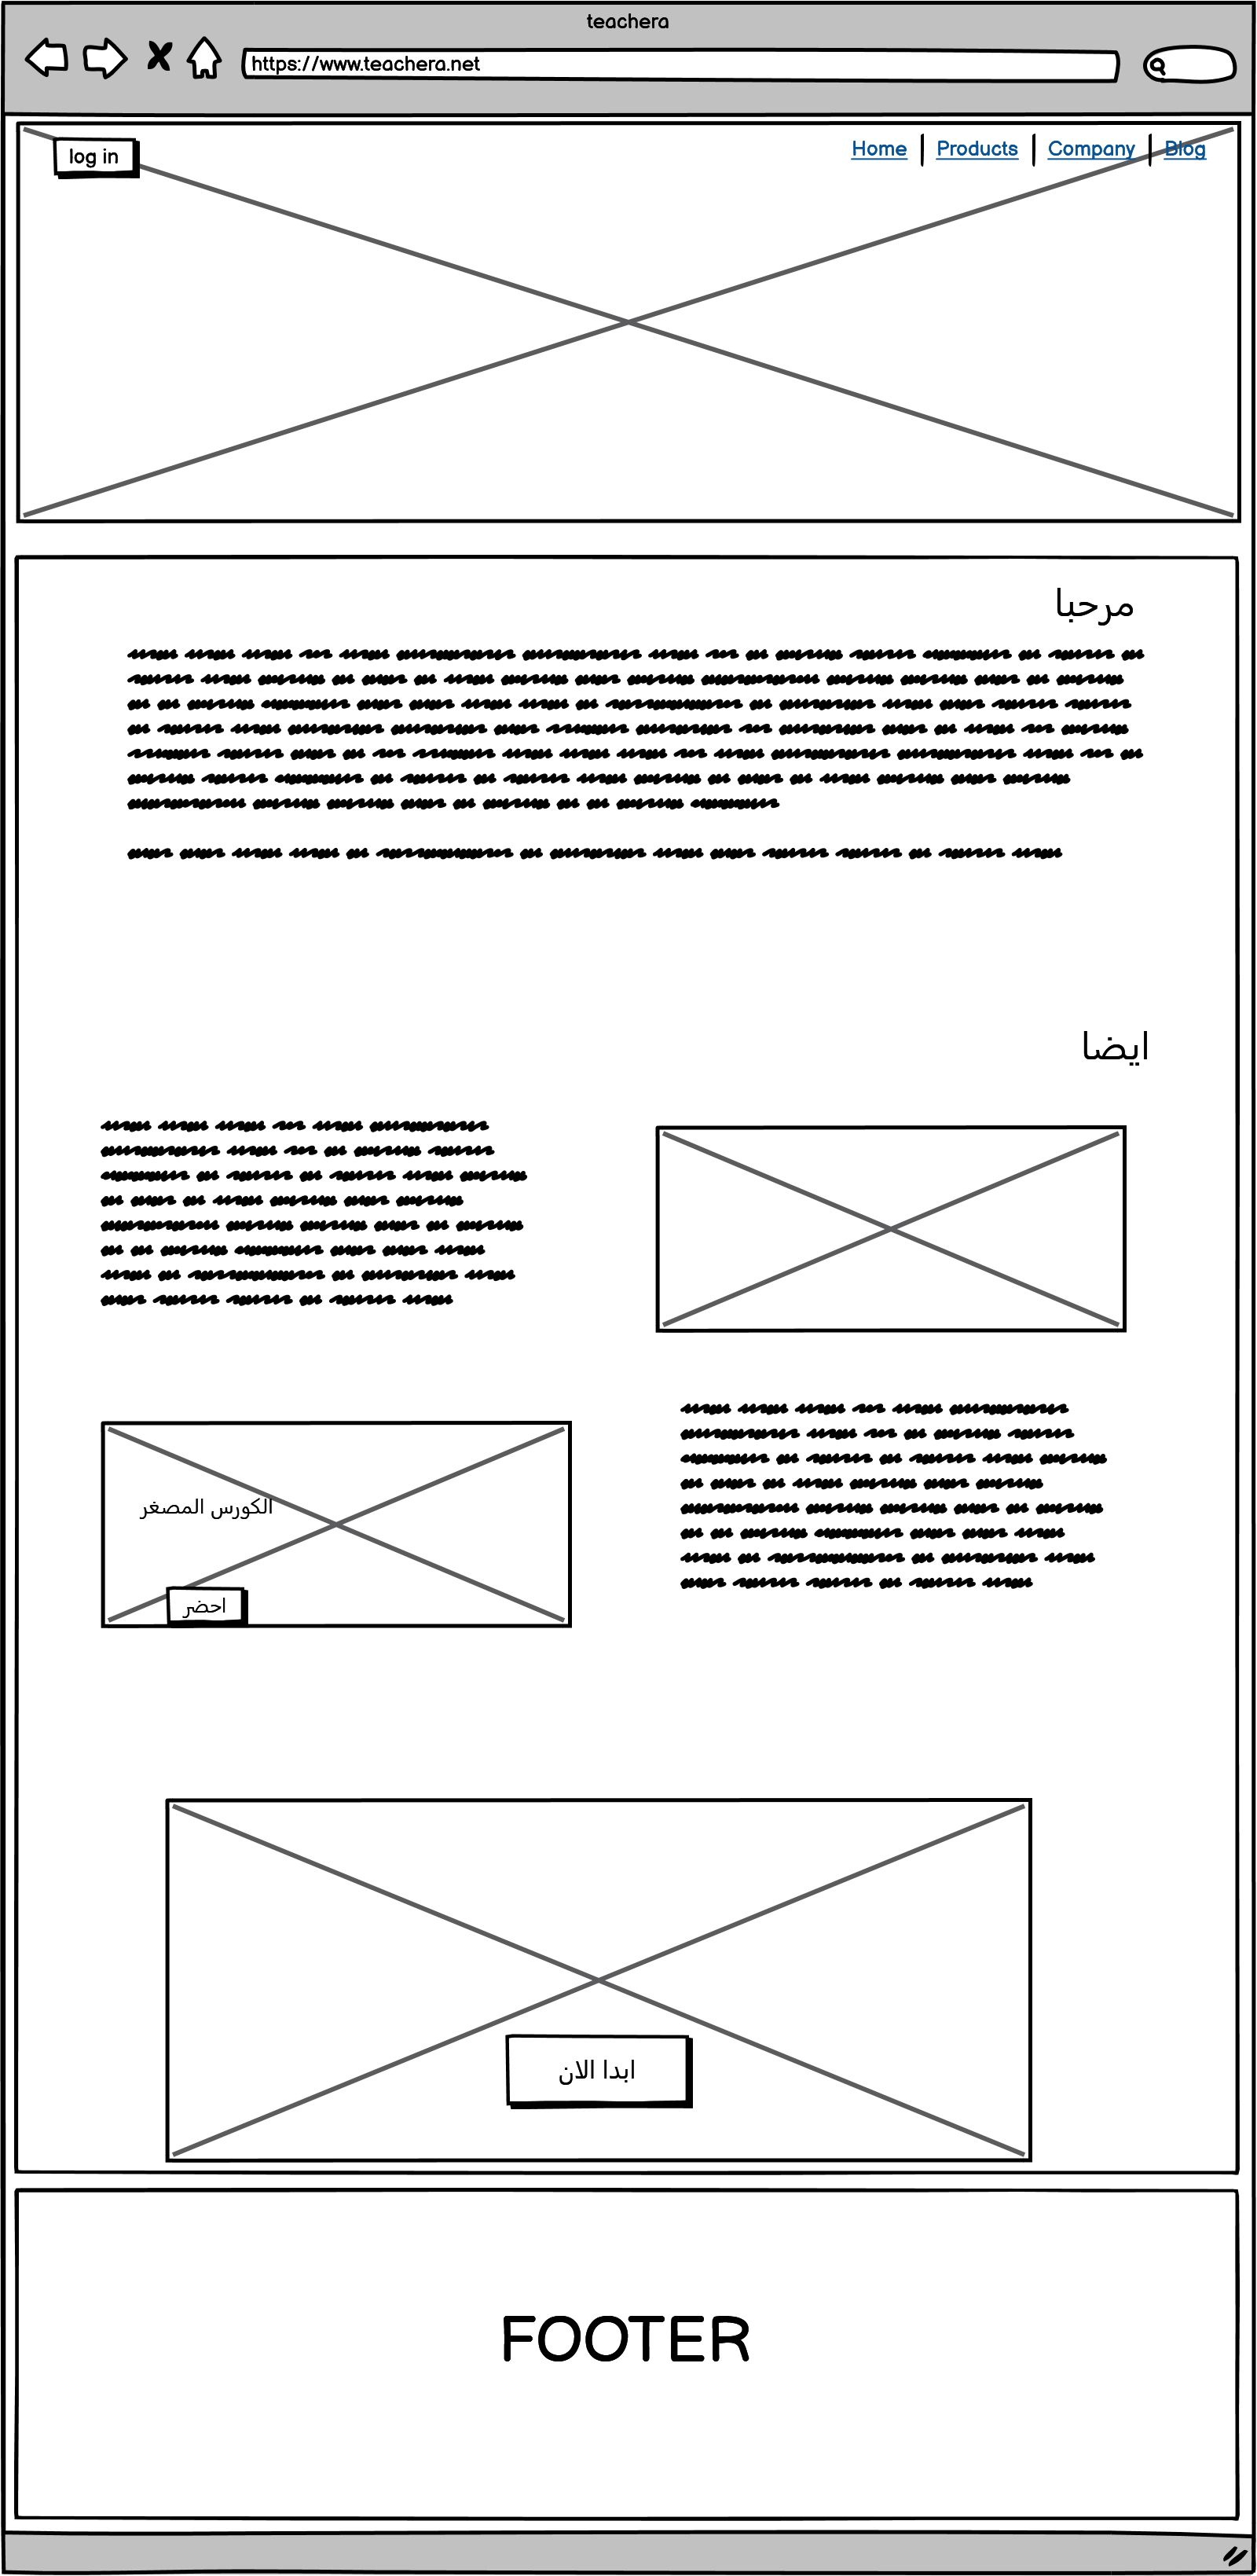 teachera
https://www.teachera.net
log in
Home
Products
Company
Blog
مرحبا
ايضا
الكورس المصغر
احضر
ابدا الان
FOOTER